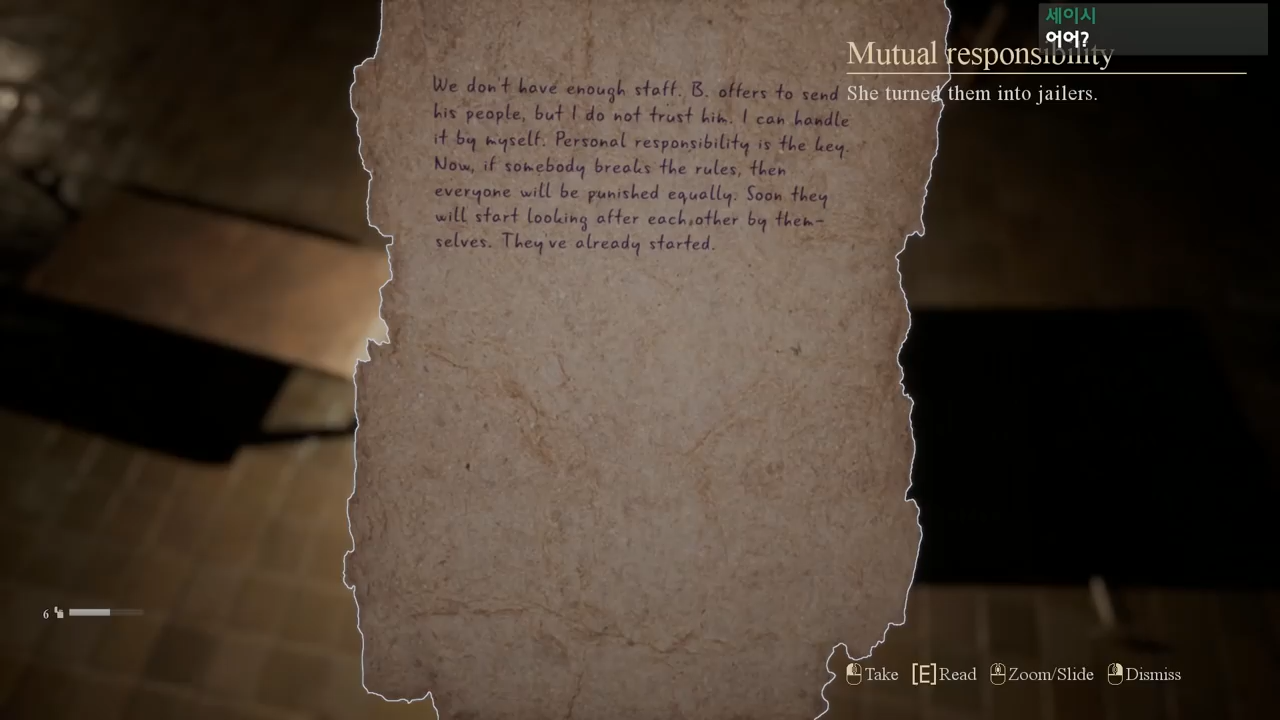 세이시
어어?
Mutual responsibility
She turned them into jailers.
We don't have enough staff. B. offers to send
his people, but I do not trust him. I can handle
it by myself. Personal responsibility is the key.
Now, if somebody breaks the rules, then
everyone will be punished equally. Soon they
will start looking after each other by them-
selves. They've already started.
6
Take [E]Read Zoom/Slide Dismiss